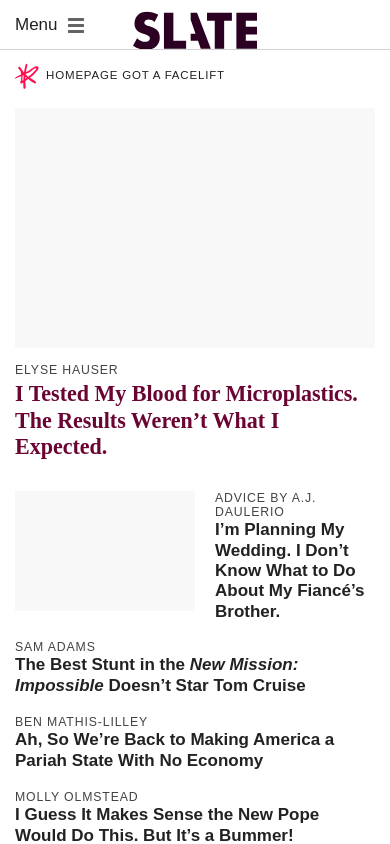 Menu
SLATE
HOMEPAGE GOT A FACELIFT
ELYSE HAUSER
I Tested My Blood for Microplastics.
The Results Weren’t What I
Expected.
ADVICE BY A.J.
DAULERIO
I’m Planning My
Wedding. I Don’t
Know What to Do
About My Fiancé’s
Brother.
SAM ADAMS
The Best Stunt in the New Mission:
Impossible Doesn’t Star Tom Cruise
BEN MATHIS-LILLEY
Ah, So We’re Back to Making America a
Pariah State With No Economy
MOLLY OLMSTEAD
I Guess It Makes Sense the New Pope
Would Do This. But It’s a Bummer!